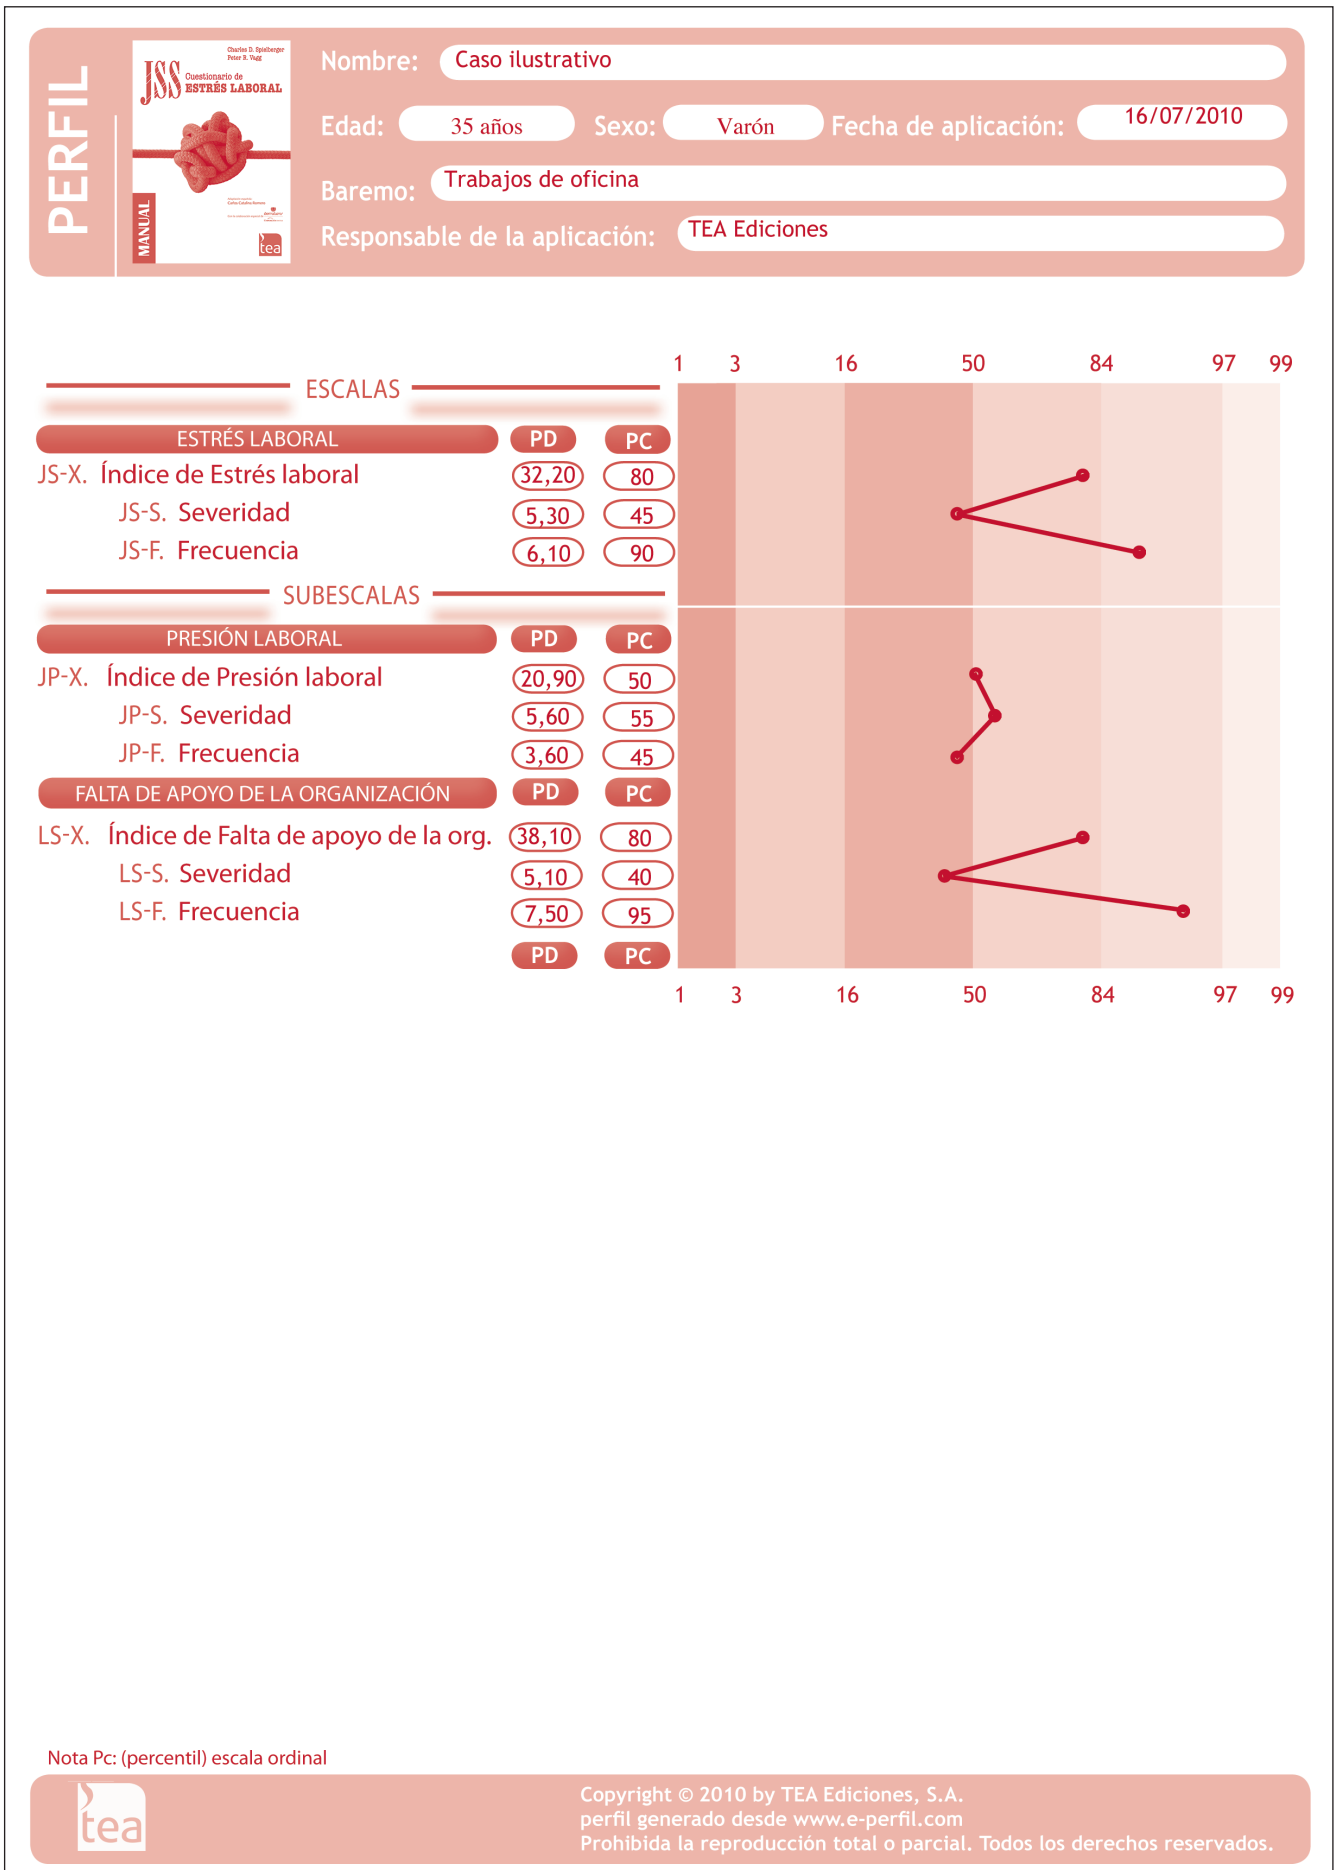 PERFIL
Charles D. Spielberger
Peter R. Vagg
JSS
Cuestionario de
ESTRÉS LABORAL
MANUAL
tea
Nombre: Caso ilustrativo
Edad: 35 años Sexo: Varón Fecha de aplicación: 16/07/2010
Baremo: Trabajos de oficina
Responsable de la aplicación: TEA Ediciones
1 3 16 50 84 97 99
ESCALAS
ESTRÉS LABORAL PD PC
JS-X. Índice de Estrés laboral 32,20 80
JS-S. Severidad 5,30 45
JS-F. Frecuencia 6,10 90
SUBESCALAS
PRESIÓN LABORAL PD PC
JP-X. Índice de Presión laboral 20,90 50
JP-S. Severidad 5,60 55
JP-F. Frecuencia 3,60 45
FALTA DE APOYO DE LA ORGANIZACIÓN PD PC
LS-X. Índice de Falta de apoyo de la org. 38,10 80
LS-S. Severidad 5,10 40
LS-F. Frecuencia 7,50 95
PD PC
1 3 16 50 84 97 99
Nota Pc: (percentil) escala ordinal
tea
Copyright © 2010 by TEA Ediciones, S.A.
perfil generado desde www.e-perfil.com
Prohibida la reproducción total o parcial. Todos los derechos reservados.